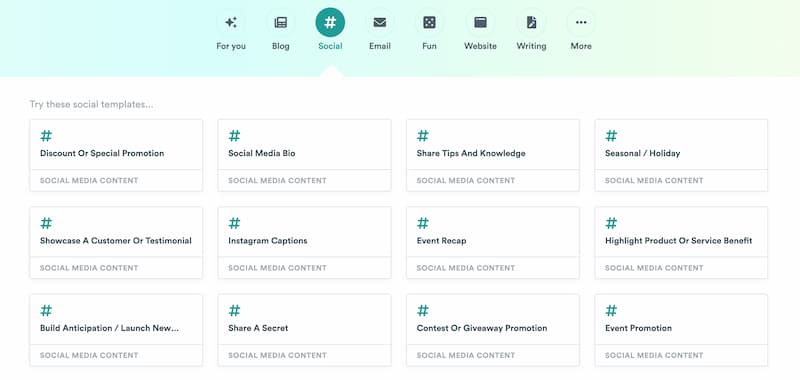 For you Blog Social Email Fun Website Writing More
Try these social templates...
# # # #
Discount Or Special Promotion Social Media Bio Share Tips And Knowledge Seasonal / Holiday
SOCIAL MEDIA CONTENT SOCIAL MEDIA CONTENT SOCIAL MEDIA CONTENT SOCIAL MEDIA CONTENT
# # # #
Showcase A Customer Or Testimonial Instagram Captions Event Recap Highlight Product Or Service Benefit
SOCIAL MEDIA CONTENT SOCIAL MEDIA CONTENT SOCIAL MEDIA CONTENT SOCIAL MEDIA CONTENT
# # # #
Build Anticipation / Launch New... Share A Secret Contest Or Giveaway Promotion Event Promotion
SOCIAL MEDIA CONTENT SOCIAL MEDIA CONTENT SOCIAL MEDIA CONTENT SOCIAL MEDIA CONTENT